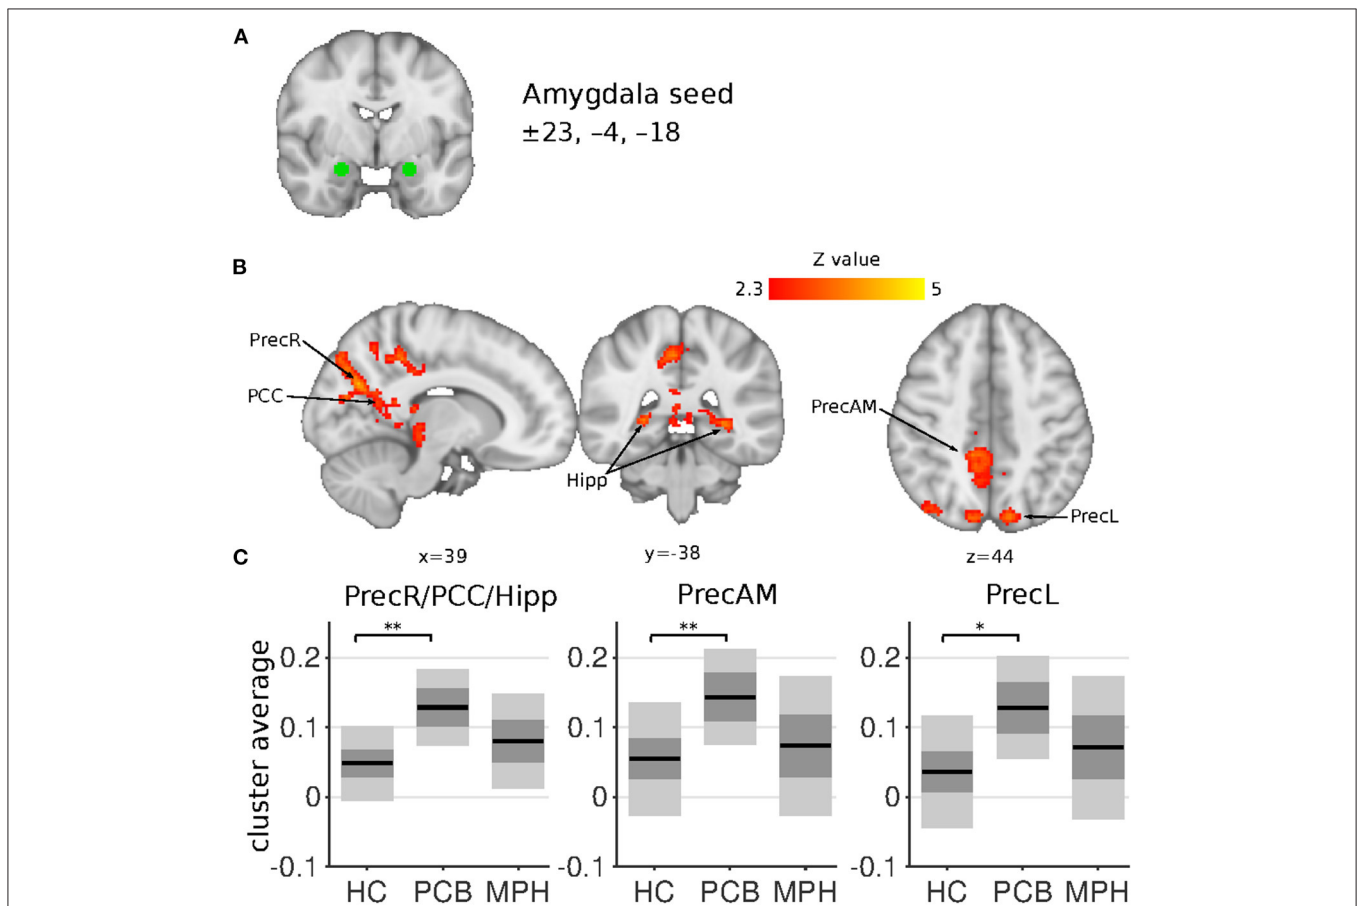 A
Amygdala seed
±23, –4, –18
B
Z value
2.3
5
PrecR
PCC
Hipp
PrecAM
PrecL
x=39
y=-38
z=44
C
PrecR/PCC/Hipp
PrecAM
PrecL
**
**
*
cluster average
0.2
0.1
0
-0.1
HC PCB MPH
0.2
0.1
0
-0.1
HC PCB MPH
0.2
0.1
0
-0.1
HC PCB MPH